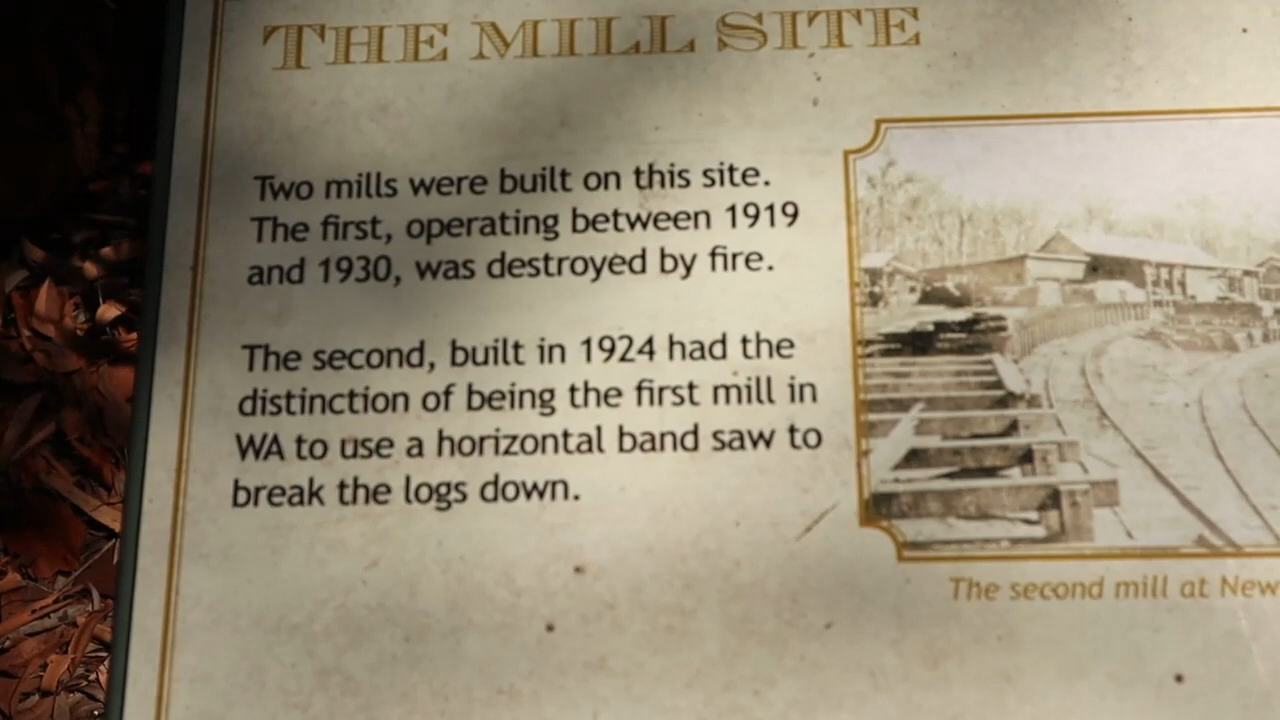 THE MILL SITE
Two mills were built on this site.
The first, operating between 1919
and 1930, was destroyed by fire.
The second, built in 1924 had the
distinction of being the first mill in
WA to use a horizontal band saw to
break the logs down.
The second mill at New